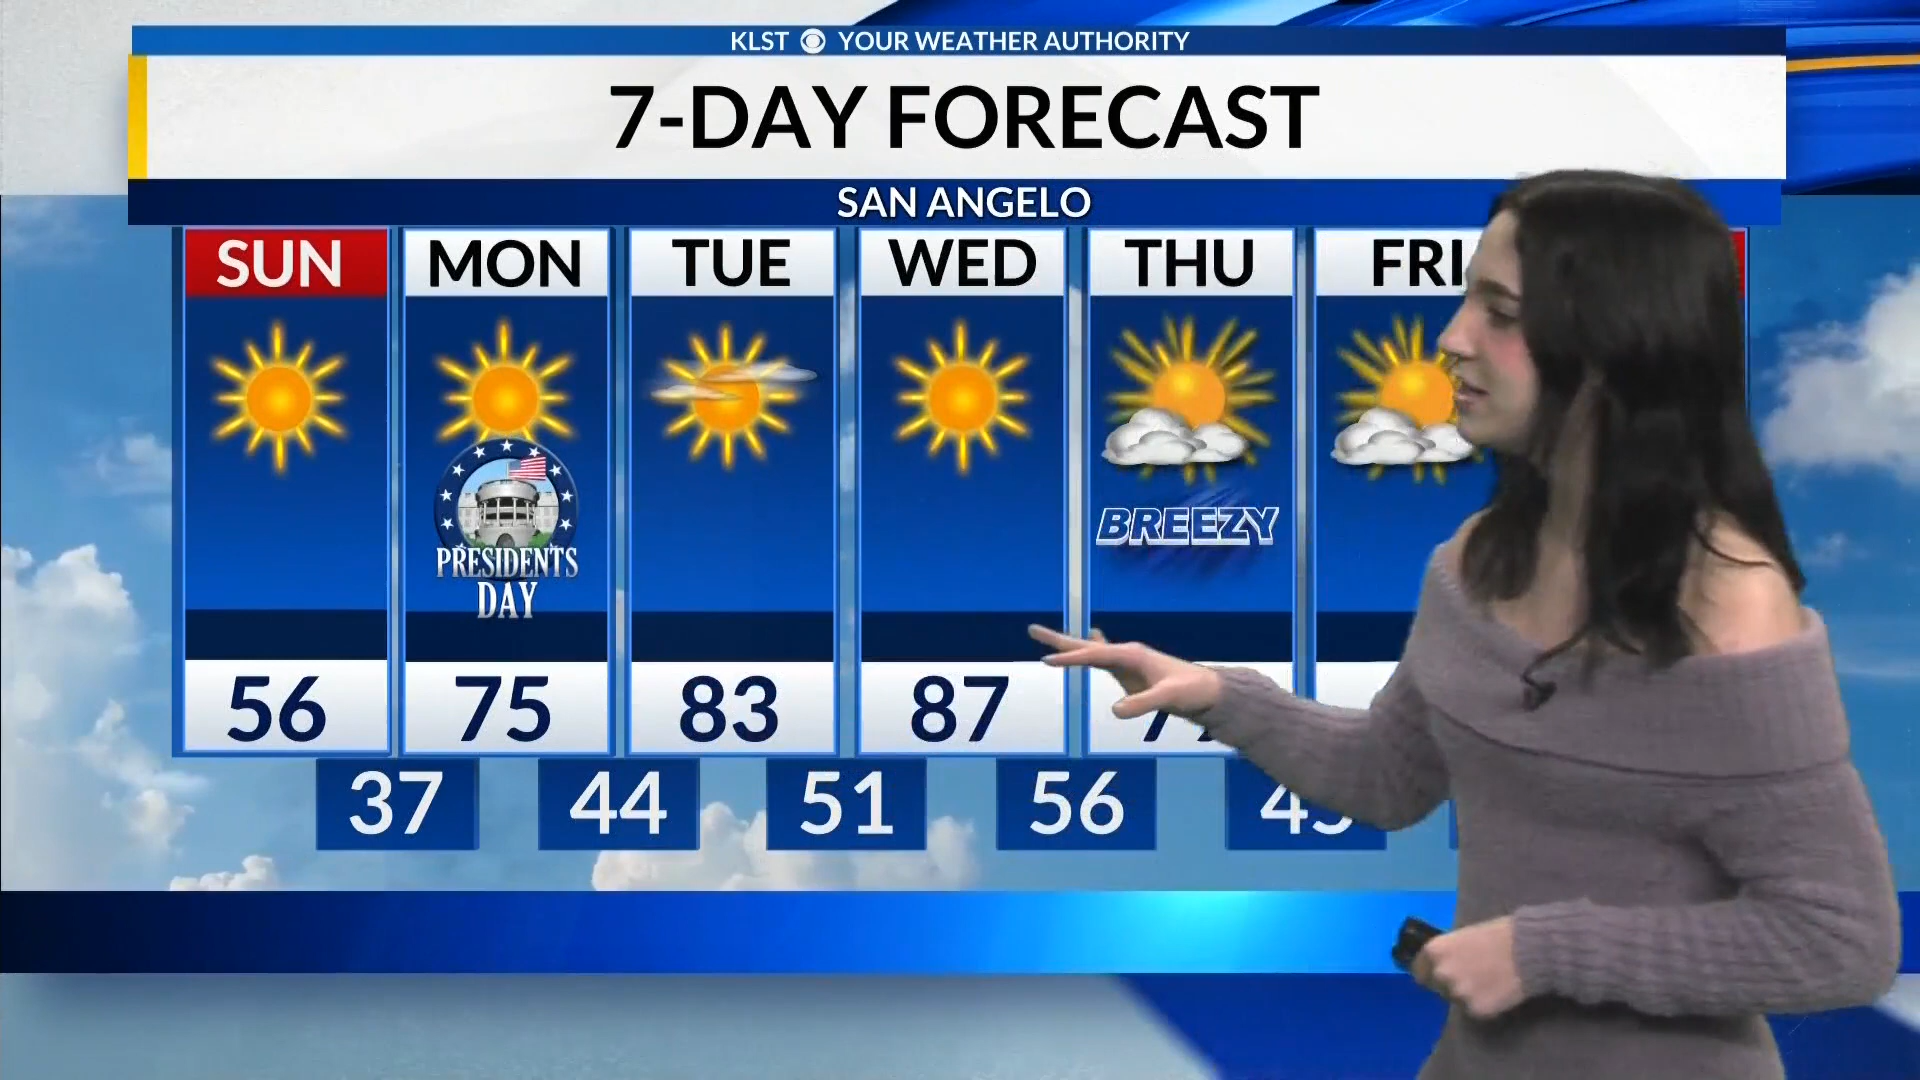 KLST YOUR WEATHER AUTHORITY
7-DAY FORECAST
SAN ANGELO
SUN MON TUE WED THU FRI
BREEZY
PRESIDENTS
DAY
56 75 83 87
37 44 51 56